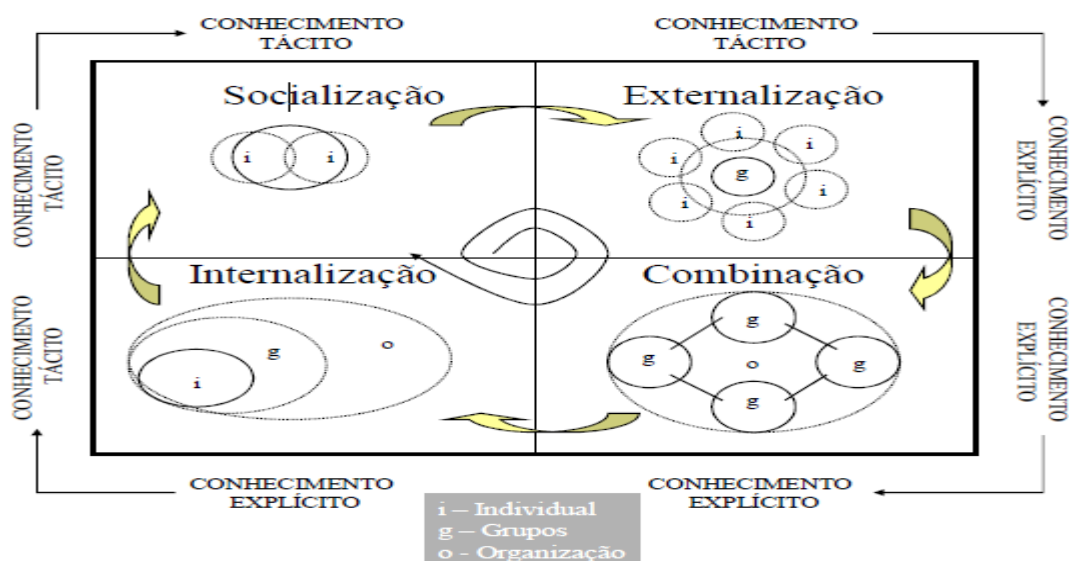 CONHECIMENTO
TÁCITO
CONHECIMENTO
TÁCITO
CONHECIMENTO
TÁCITO
Socialização
i
i
Externalização
i
i
i
g
i
i
i
CONHECIMENTO
EXPLÍCITO
CONHECIMENTO
TÁCITO
Internalização
i
g
o
Combinação
g
g
o
g
g
CONHECIMENTO
EXPLÍCITO
CONHECIMENTO
EXPLÍCITO
CONHECIMENTO
EXPLÍCITO
i – Individual
g – Grupos
o - Organização